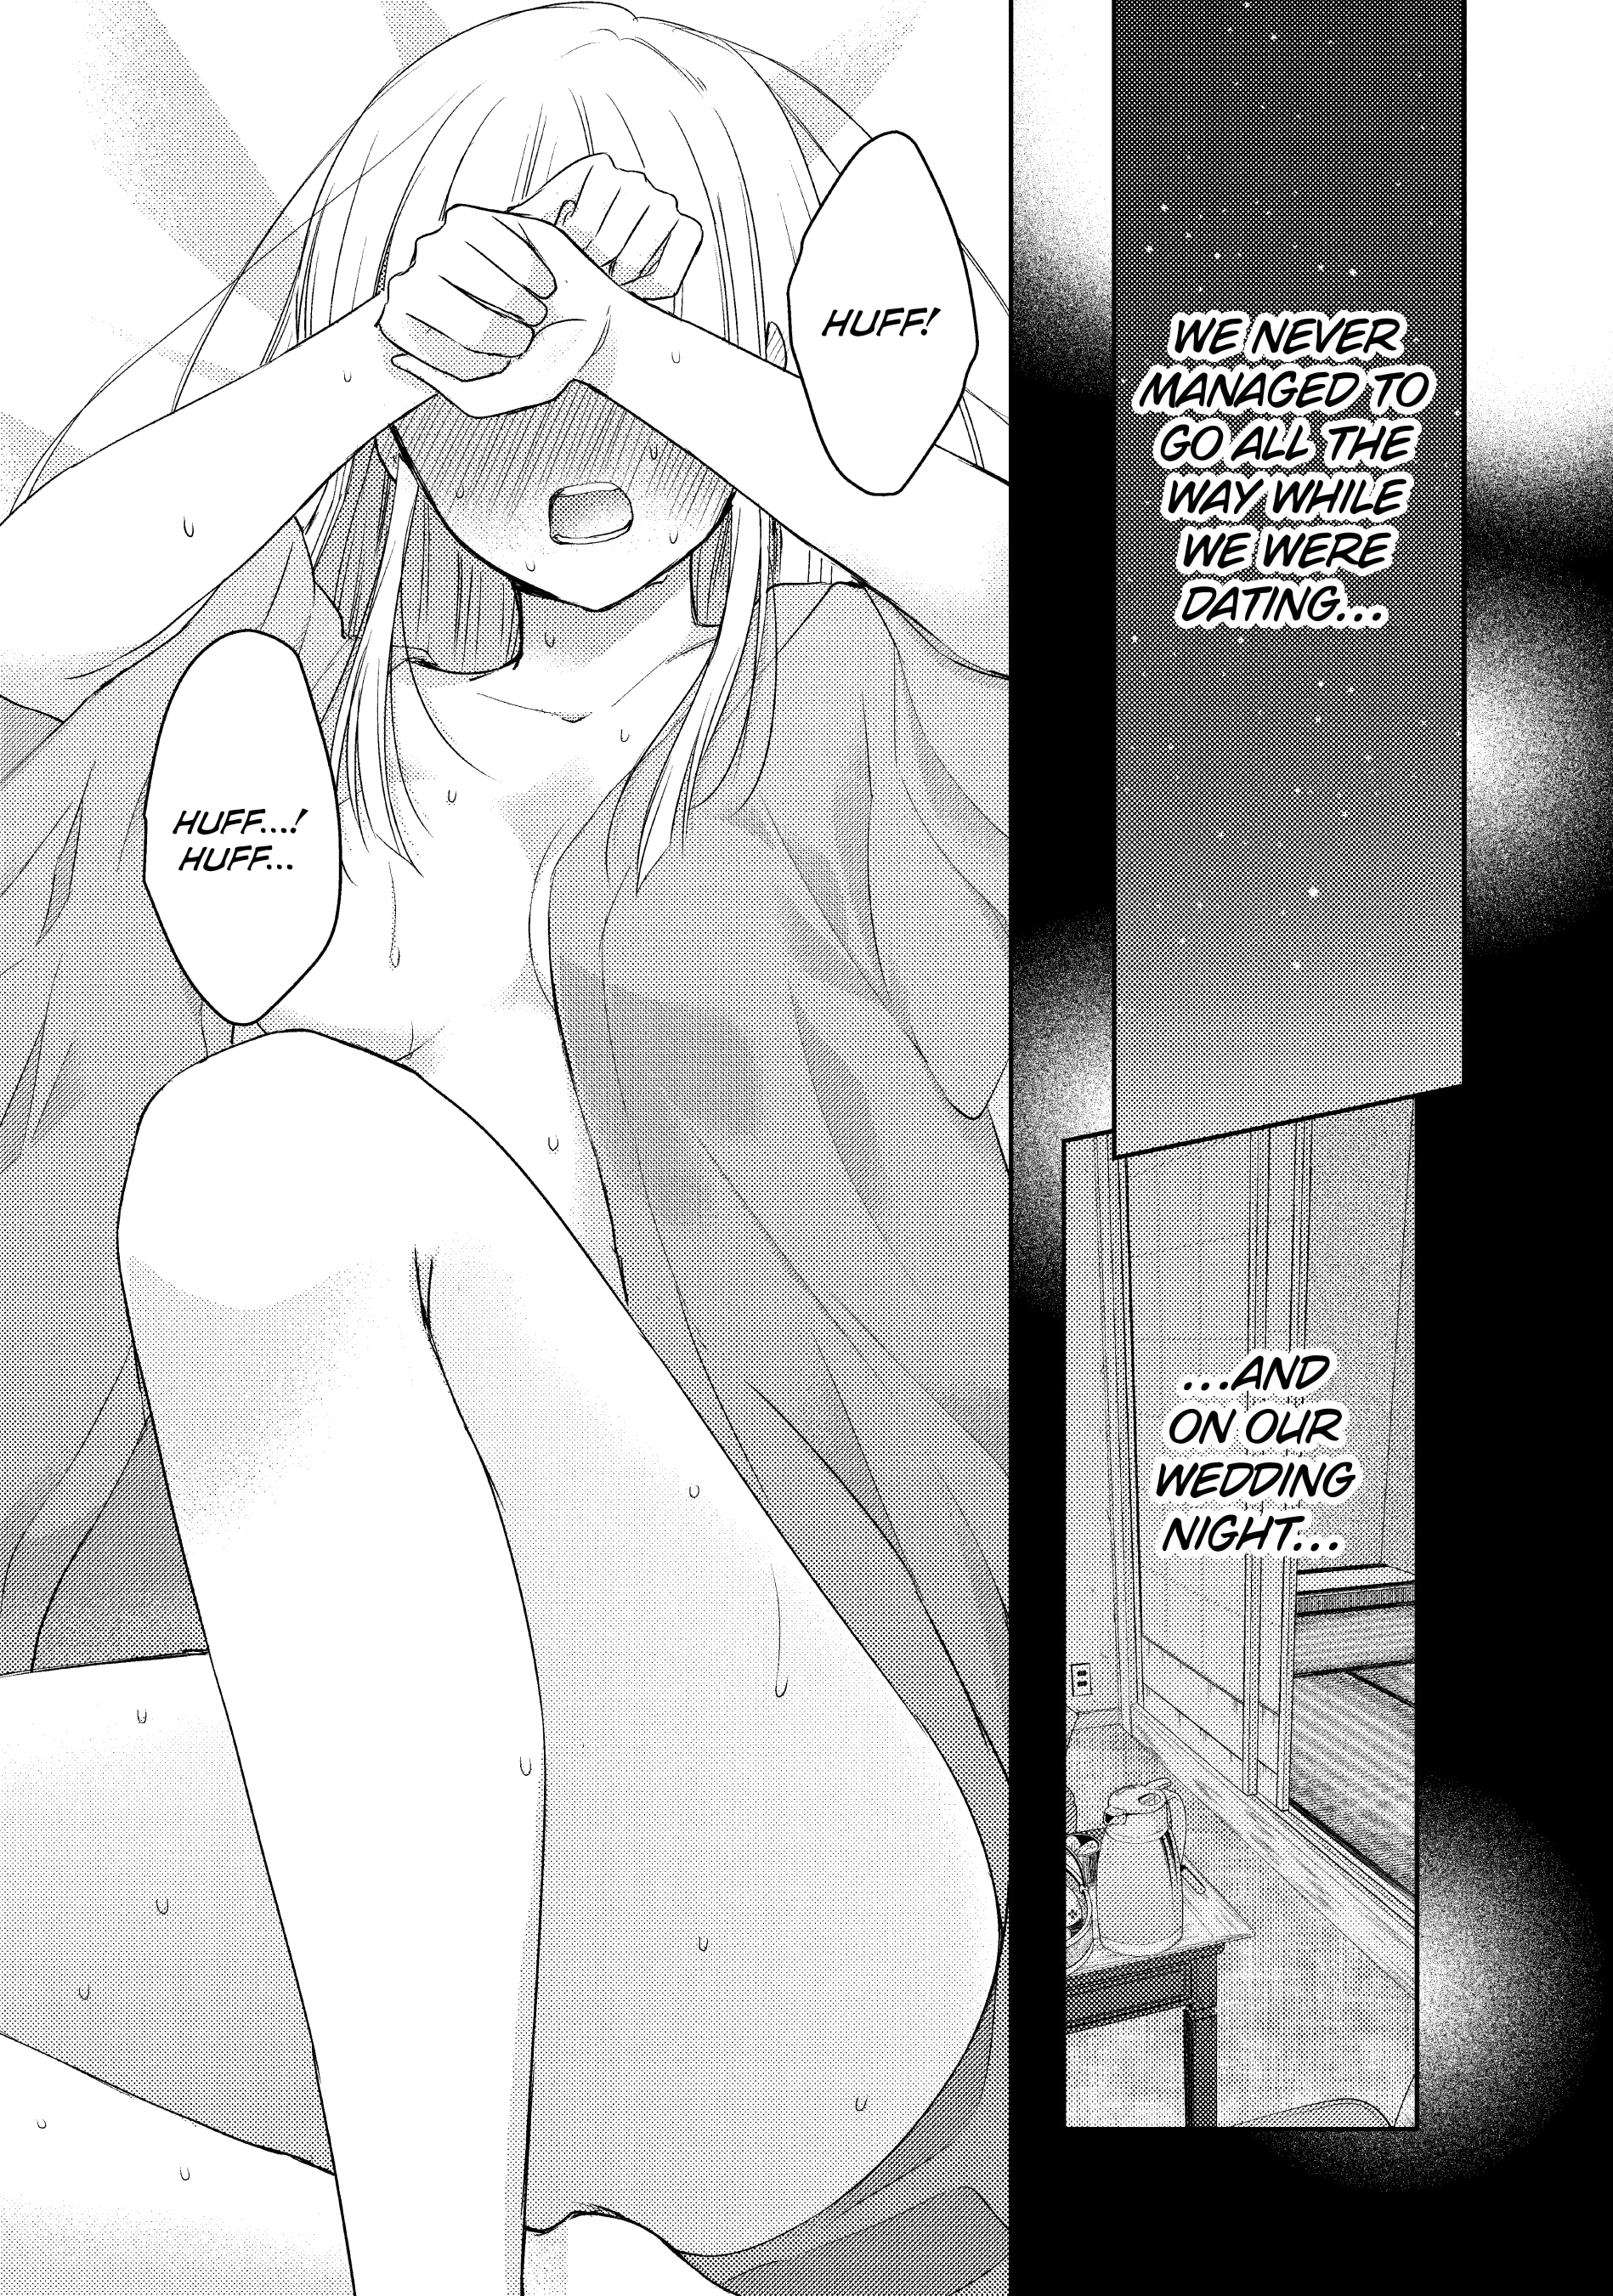 WE NEVER
MANAGED TO
GO ALL THE
WAY WHILE
WE WERE
DATING...
...AND
ON OUR
WEDDING
NIGHT...
HUFF!
HUFF...!
HUFF...